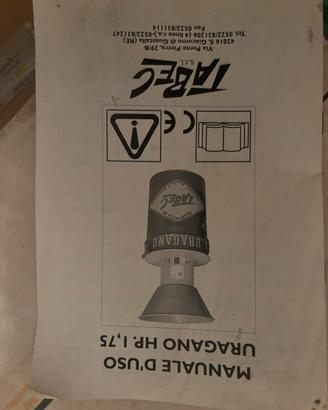 MANUALE D'USO
URAGANO HP. 1,75
URAGANO
TABEC
TABEC
S.r.l.
Via Ponte Pietra, 29/B
42016 S. Giacomo di Guastalla (RE)
Tel. 0522/831206 (4 linee r.a.)-0522/831247
Fax 0522/831114